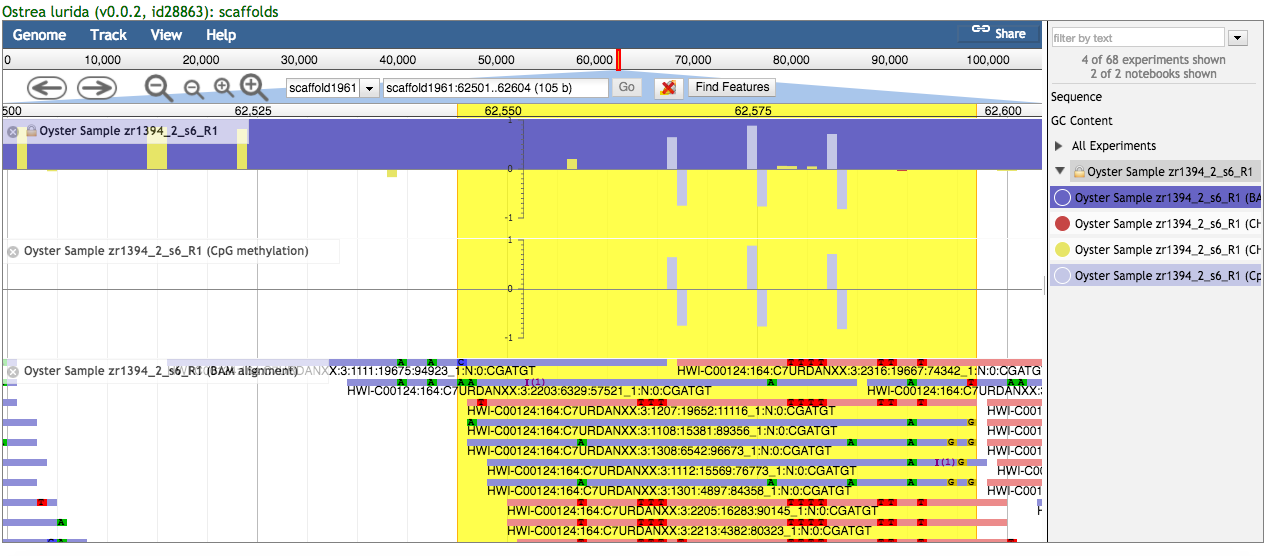 Ostrea lurida (v0.0.2, id28863): scaffolds
Genome Track View Help Share
0 10,000 20,000 30,000 40,000 50,000 60,000 70,000 80,000 90,000 100,000
scaffold1961 scaffold1961:62501..62604 (105 b) Go Find Features
500 62,525 62,550 62,575 62,600
Oyster Sample zr1394_2_s6_R1
1
0
-1
Oyster Sample zr1394_2_s6_R1 (CpG methylation)
1
0
-1
A A C T T T T T T T
Oyster Sample zr1394_2_s6_R1 (BAM alignment)
X:3:1111:19675:94923_1:N:0:CGATGT HWI-C00124:164:C7URDANXX:3:2316:19667:74342_1:N:0:CGATG
A A A A I(1) A A T A A
HWI-C00124:164:C7URDANXX:3:2203:6329:57521_1:N:0:CGATGT HWI-C00124:164:C7URDANXX:
T T T T T T T T T T T
HWI-C00124:164:C7URDANXX:3:1207:19652:11116_1:N:0:CGATGT HWI-C001
A A G
HWI-C00124:164:C7URDANXX:3:1108:15381:89356_1:N:0:CGATGT HWI-C001
A A A G G
HWI-C00124:164:C7URDANXX:3:1308:6542:96673_1:N:0:CGATGT HWI-C001
A I(1) G
HWI-C00124:164:C7URDANXX:3:1112:15569:76773_1:N:0:CGATGT HWI-C0
A A A G G
HWI-C00124:164:C7URDANXX:3:1301:4897:84358_1:N:0:CGATGT HWI-C001
T T T T T T T T T T T T
HWI-C00124:164:C7URDANXX:3:2205:16283:90145_1:N:0:CGATGT
A T T T T T T T T T T T
HWI-C00124:164:C7URDANXX:3:2213:4382:80323_1:N:0:CGATGT
filter by text
4 of 68 experiments shown
2 of 2 notebooks shown
Sequence
GC Content
All Experiments
Oyster Sample zr1394_2_s6_R1
Oyster Sample zr1394_2_s6_R1 (BA
Oyster Sample zr1394_2_s6_R1 (CH
Oyster Sample zr1394_2_s6_R1 (CH
Oyster Sample zr1394_2_s6_R1 (Cp